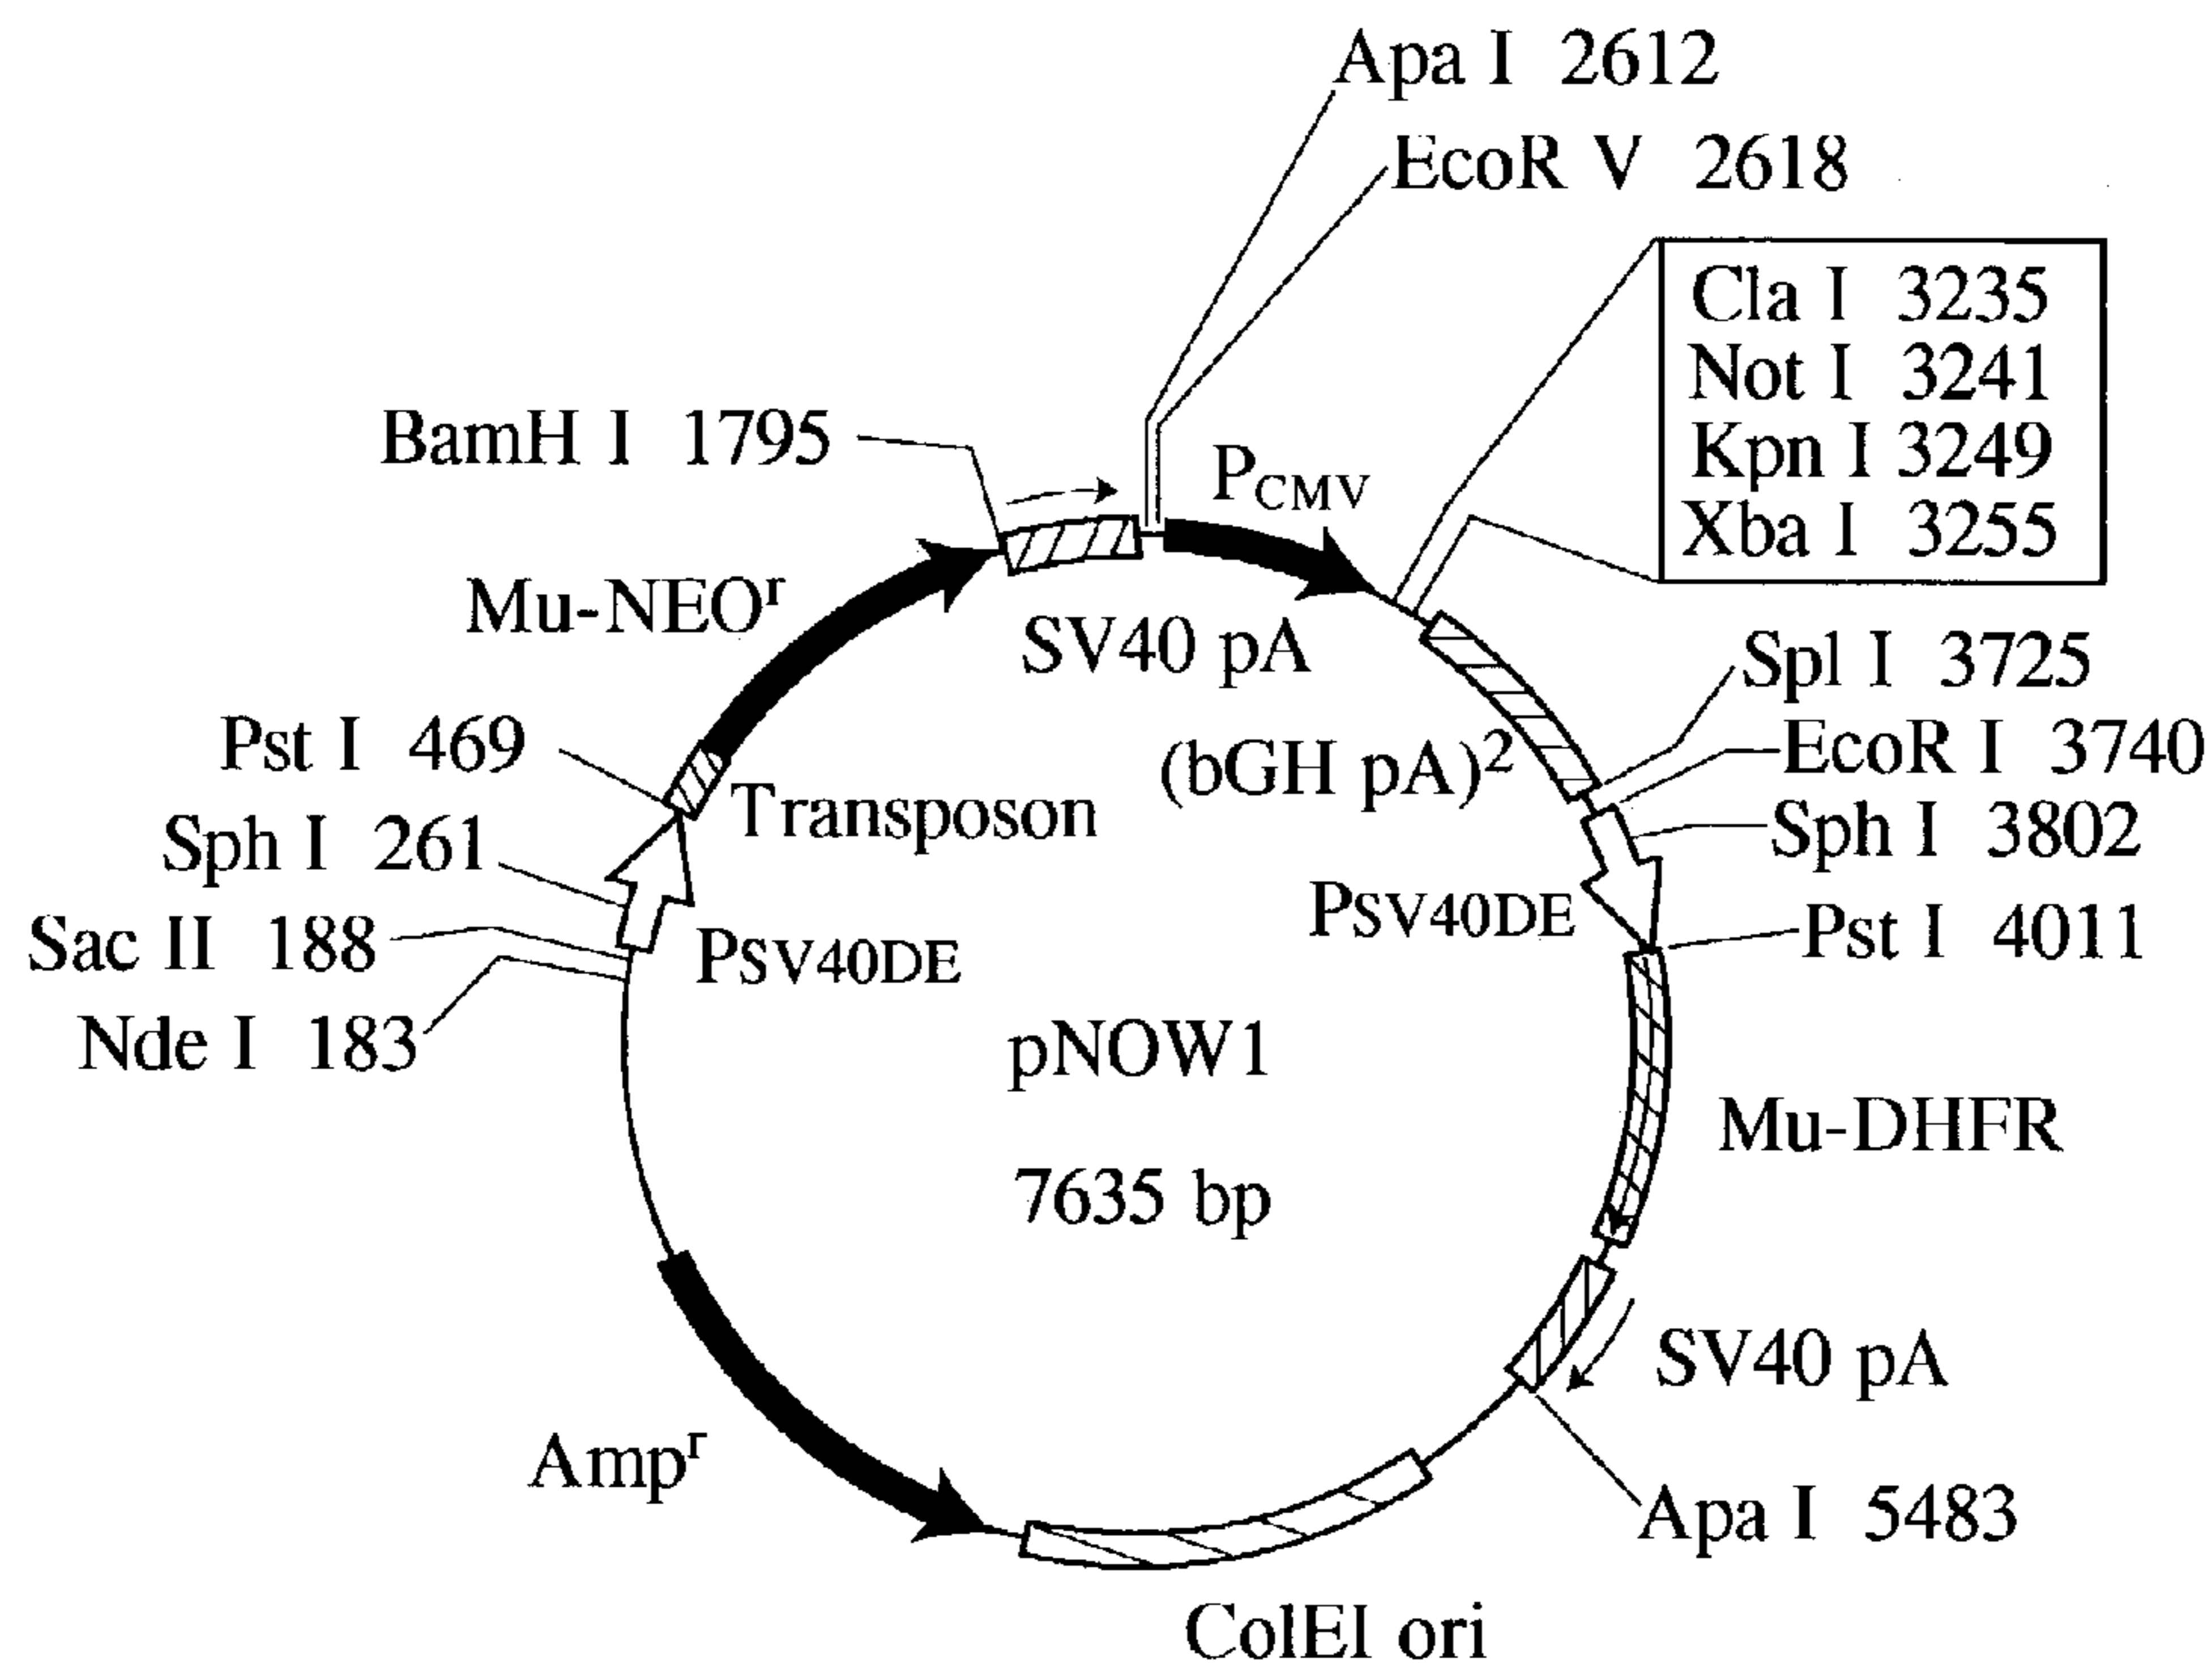 Apa I 2612
EcoR V 2618
Cla I 3235
Not I 3241
Kpn I 3249
Xba I 3255
BamH I 1795
PCMV
Mu-NEOr
SV40 pA
Spl I 3725
Pst I 469
(bGH pA)2
EcoR I 3740
Transposon
Sph I 3802
Sph I 261
PSV40DE
Pst I 4011
Sac II 188
PSV40DE
Nde I 183
pNOW1
Mu-DHFR
7635 bp
SV40 pA
Ampr
Apa I 5483
ColEI ori